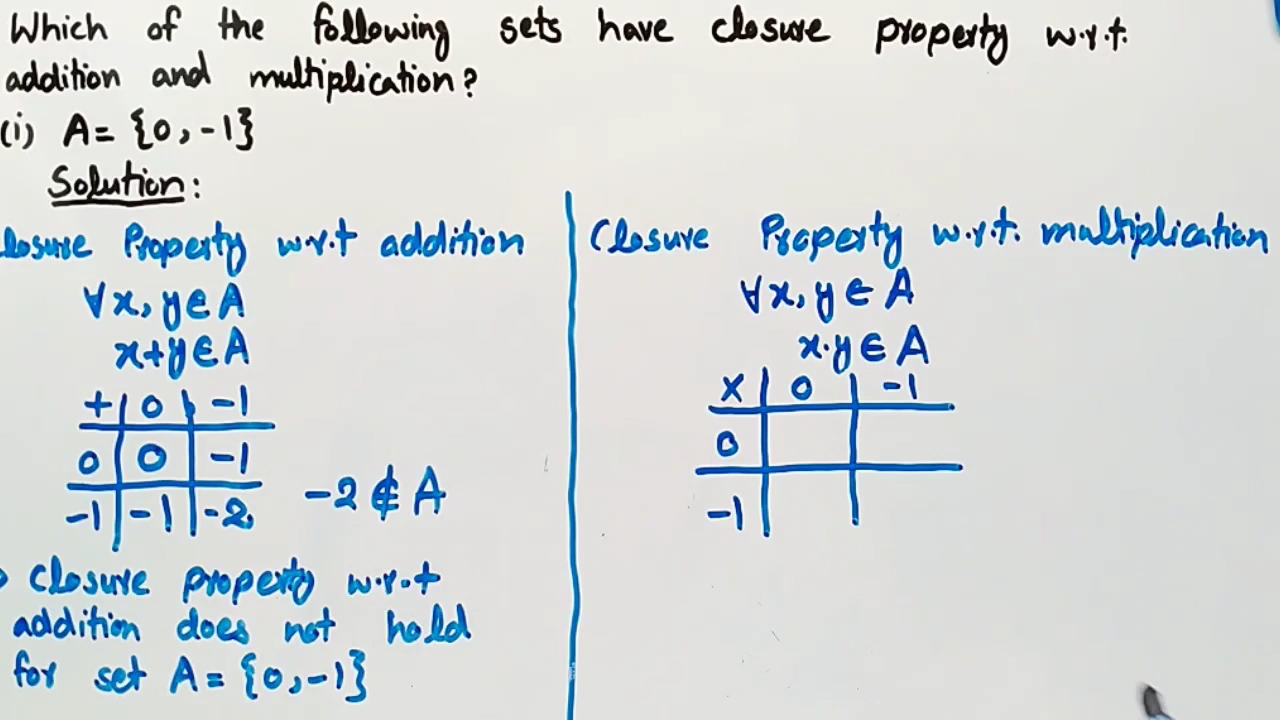 Which of the following sets have closure property w.r.t.
addition and multiplication?
(i) A= {0, -1}
Solution:
losure Property w.r.t addition
∀x, y∈A
x+y∈A
+ 0 -1
0 0 -1
-1 -1 -2
-2 ∉ A
closure property w.r.t
addition does not hold
for set A= {0, -1}
Closure Property w.r.t. multiplication
∀x, y ∈ A
x·y ∈ A
× 0 -1
0
-1